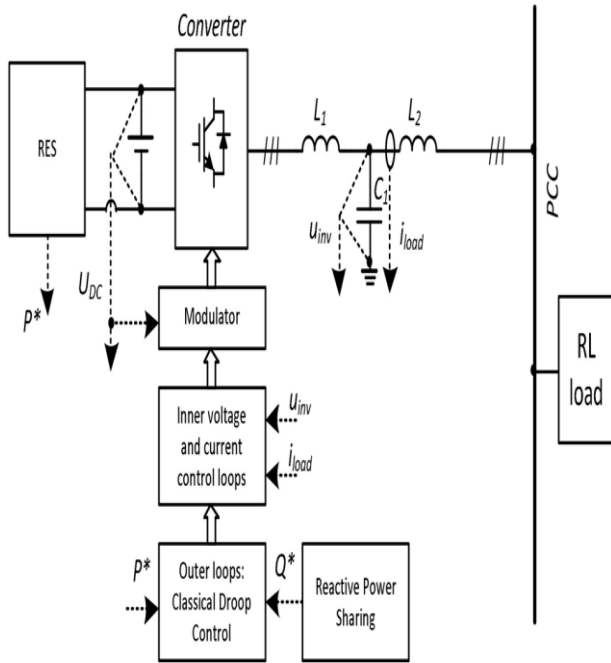 Converter
RES
L1
L2
C1
PCC
uinv
iload
UDC
P*
Modulator
RL
load
Inner voltage
and current
control loops
uinv
iload
P*
Q*
Outer loops:
Classical Droop
Control
Reactive Power
Sharing